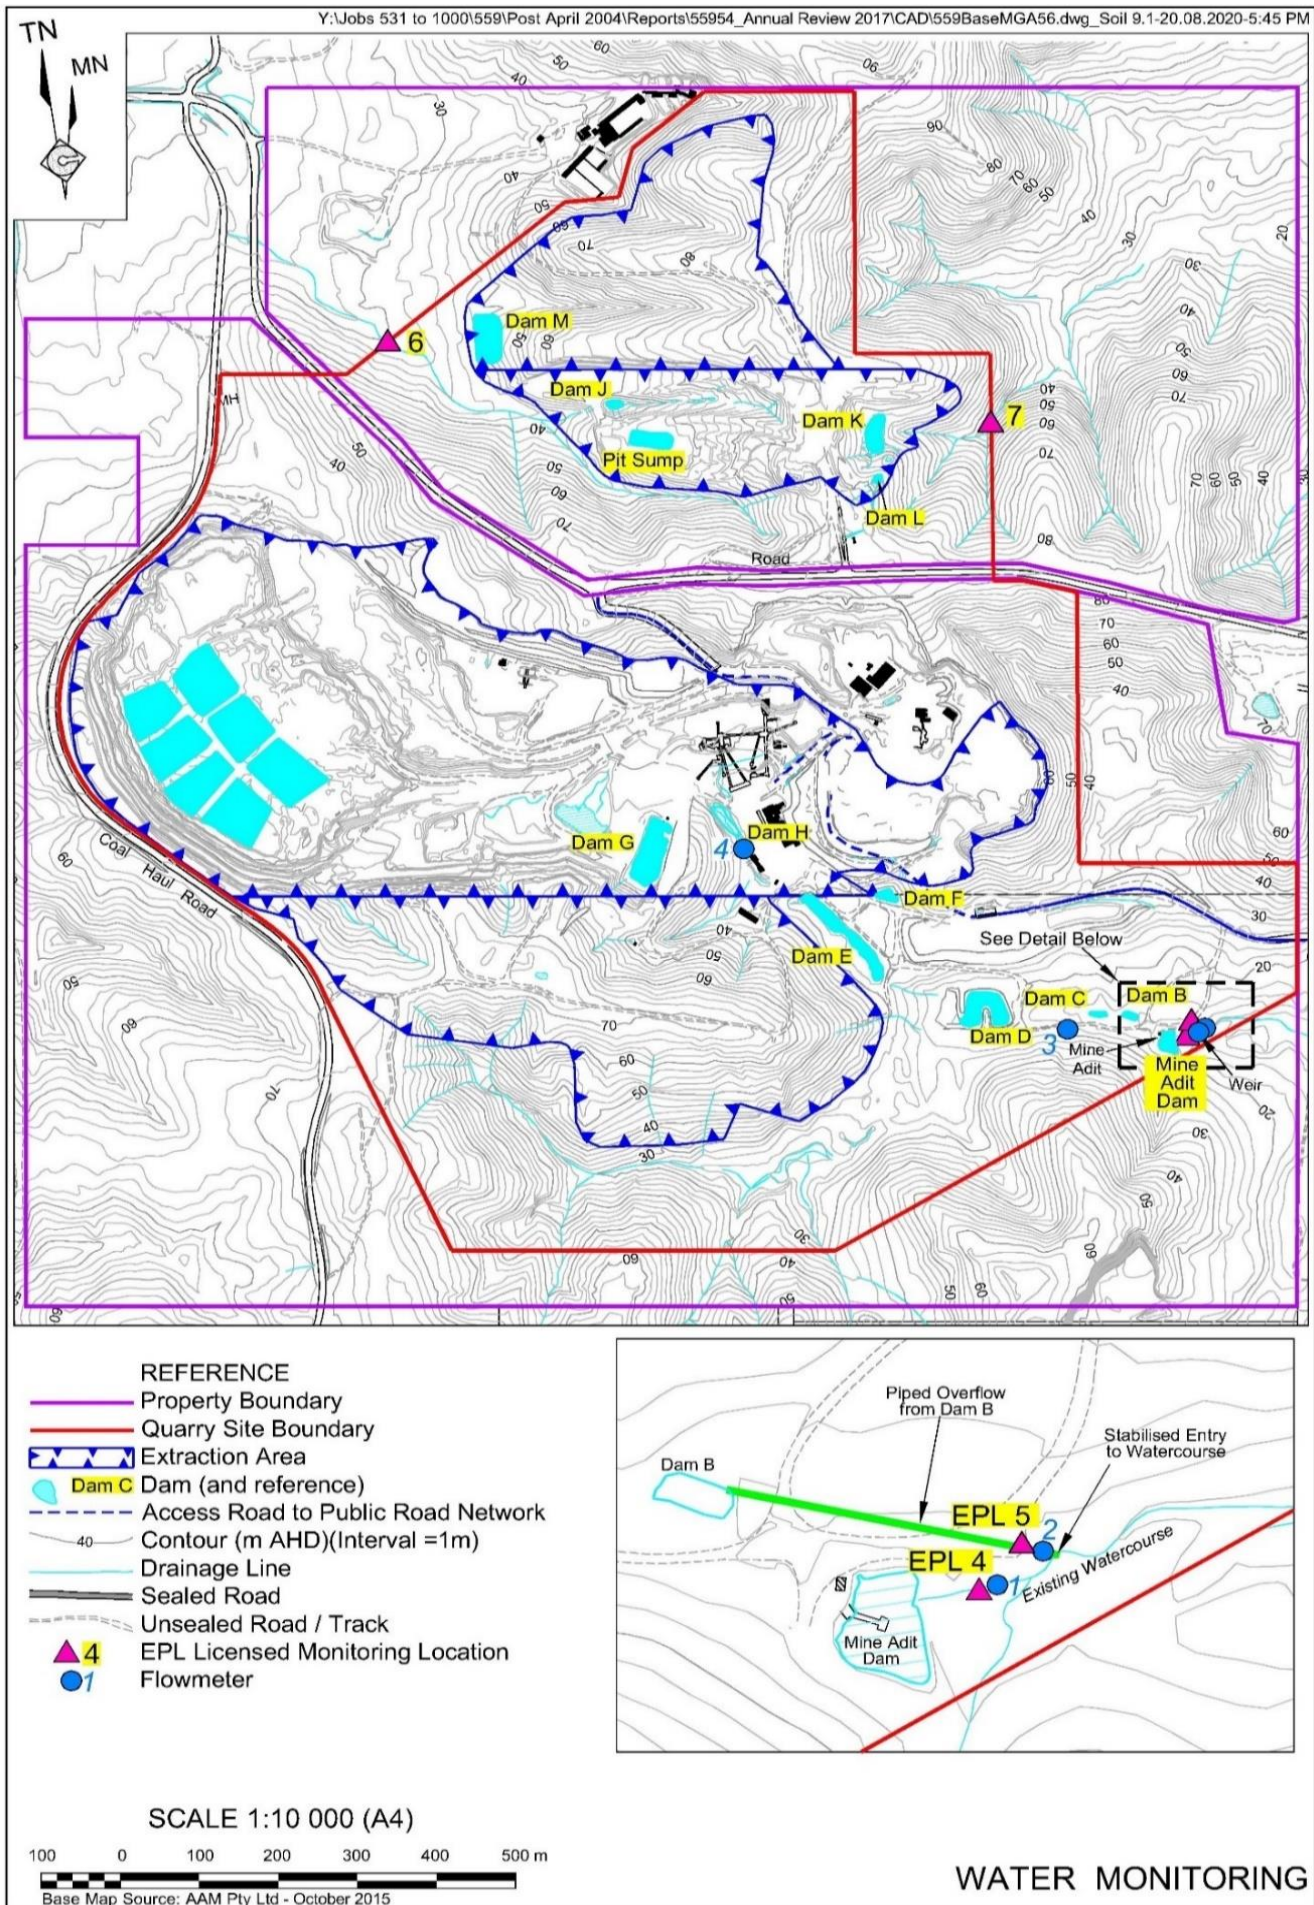 Y:\Jobs 531 to 1000\559\Post April 2004\Reports\55954_Annual Review 2017\CAD\559BaseMGA56.dwg_Soil 9.1-20.08.2020-5:45 PM
TN
MN
Dam M
6
Dam J
Dam K
7
Pit Sump
Dam L
MH
Road
Dam G
Dam H
4
Coal Haul Road
Dam F
Dam E
See Detail Below
Dam C
Dam B
Dam D
3
Mine
Adit
Mine
Adit
Dam
Weir
REFERENCE
Property Boundary
Quarry Site Boundary
Extraction Area
Dam C Dam (and reference)
Access Road to Public Road Network
40 Contour (m AHD)(Interval =1m)
Drainage Line
Sealed Road
Unsealed Road / Track
4 EPL Licensed Monitoring Location
1 Flowmeter
Piped Overflow
from Dam B
Stabilised Entry
to Watercourse
Dam B
EPL 5
2
EPL 4
1
Existing Watercourse
Mine Adit
Dam
SCALE 1:10 000 (A4)
100 0 100 200 300 400 500 m
Base Map Source: AAM Pty Ltd - October 2015
WATER MONITORING